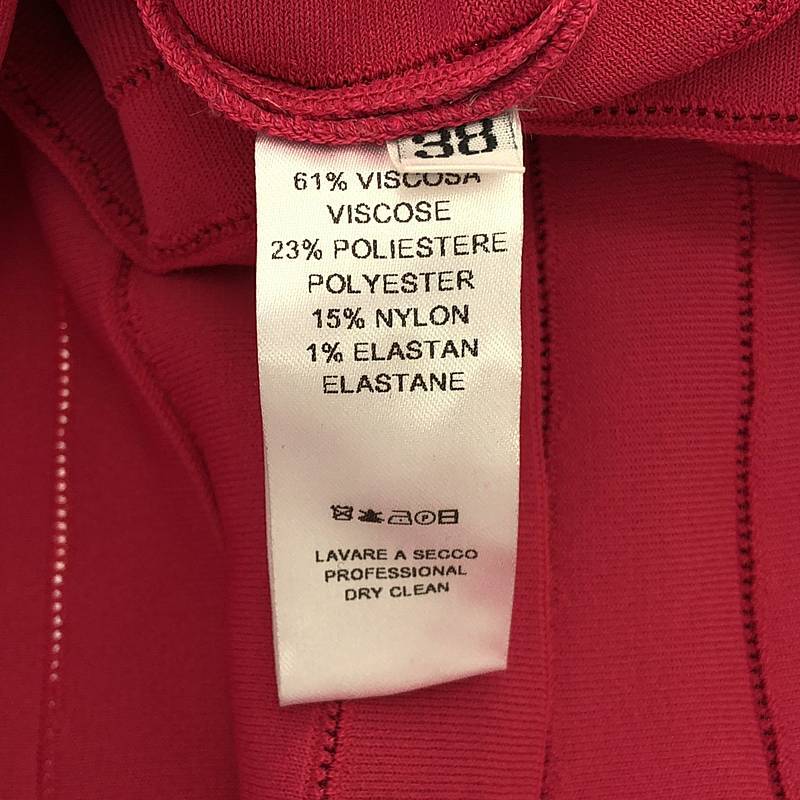 38
61% VISCOSA
VISCOSE
23% POLIESTERE
POLYESTER
15% NYLON
1% ELASTAN
ELASTANE
LAVARE A SECCO
PROFESSIONAL
DRY CLEAN